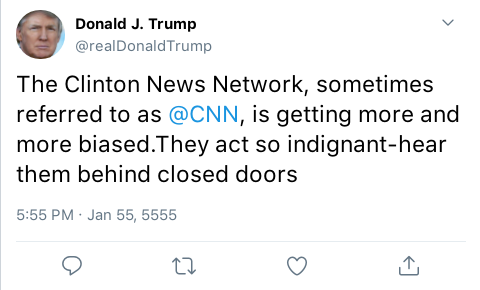 Donald J. Trump
@realDonaldTrump
The Clinton News Network, sometimes
referred to as @CNN, is getting more and
more biased.They act so indignant-hear
them behind closed doors
5:55 PM · Jan 55, 5555